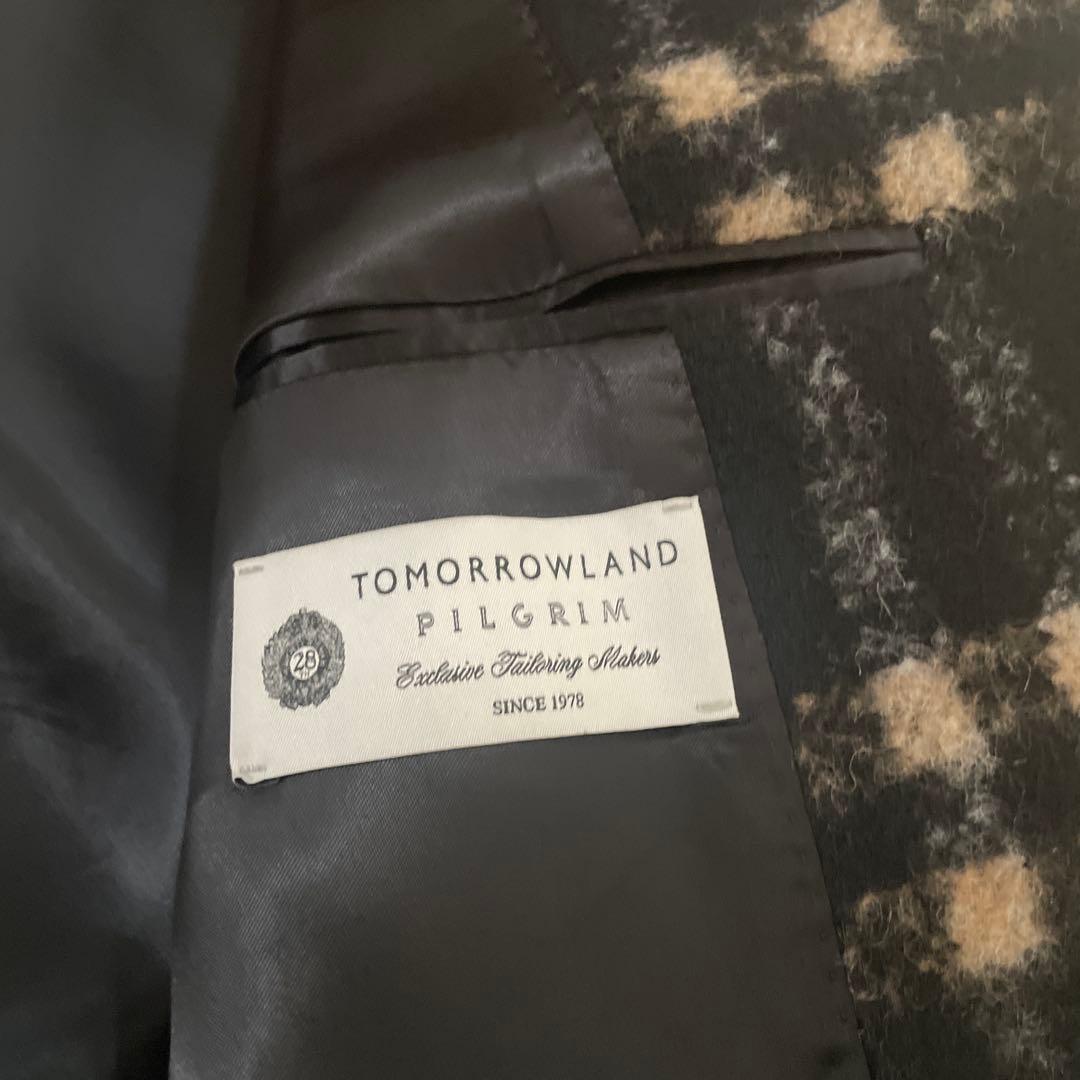 TOMORROWLAND
PILGRIM
28
Exclusive Tailoring Makers
SINCE 1978